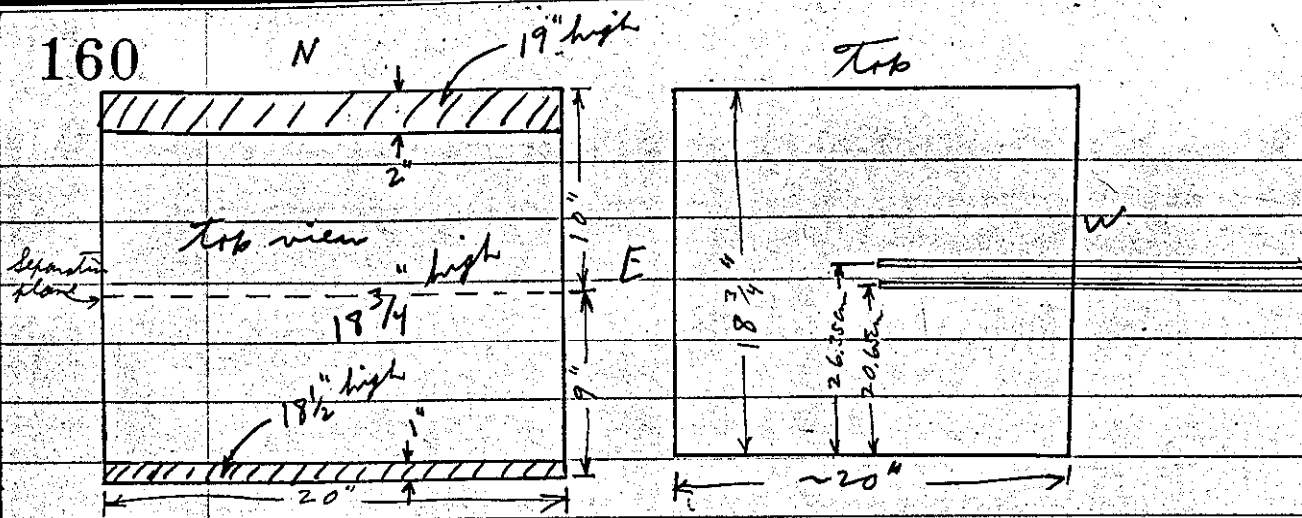 160
N
19" high
2"
10"
top view
Separation
plane
18 3/4" high
E
18 1/2" high
1"
9"
20"
Top
W
18 3/4"
26.35cm
20.65cm
~20"